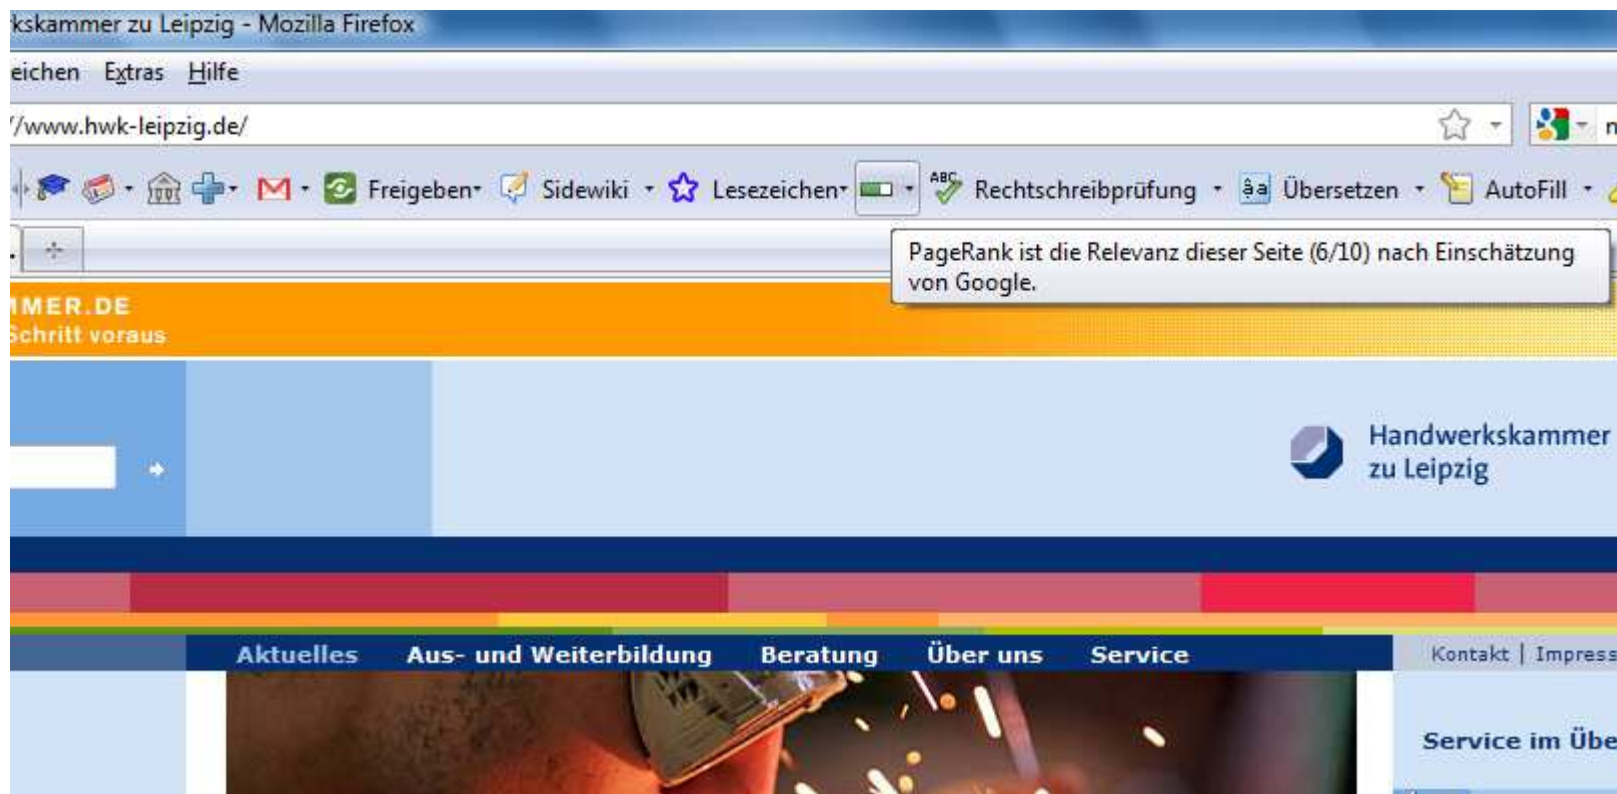 kskammer zu Leipzig - Mozilla Firefox
eichen Extras Hilfe
//www.hwk-leipzig.de/
Freigeben Sidewiki Lesezeichen ABC Rechtschreibprüfung âa Übersetzen AutoFill
PageRank ist die Relevanz dieser Seite (6/10) nach Einschätzung
von Google.
MMER.DE
Schritt voraus
Handwerkskammer
zu Leipzig
Aktuelles Aus- und Weiterbildung Beratung Über uns Service Kontakt | Impress
Service im Übe